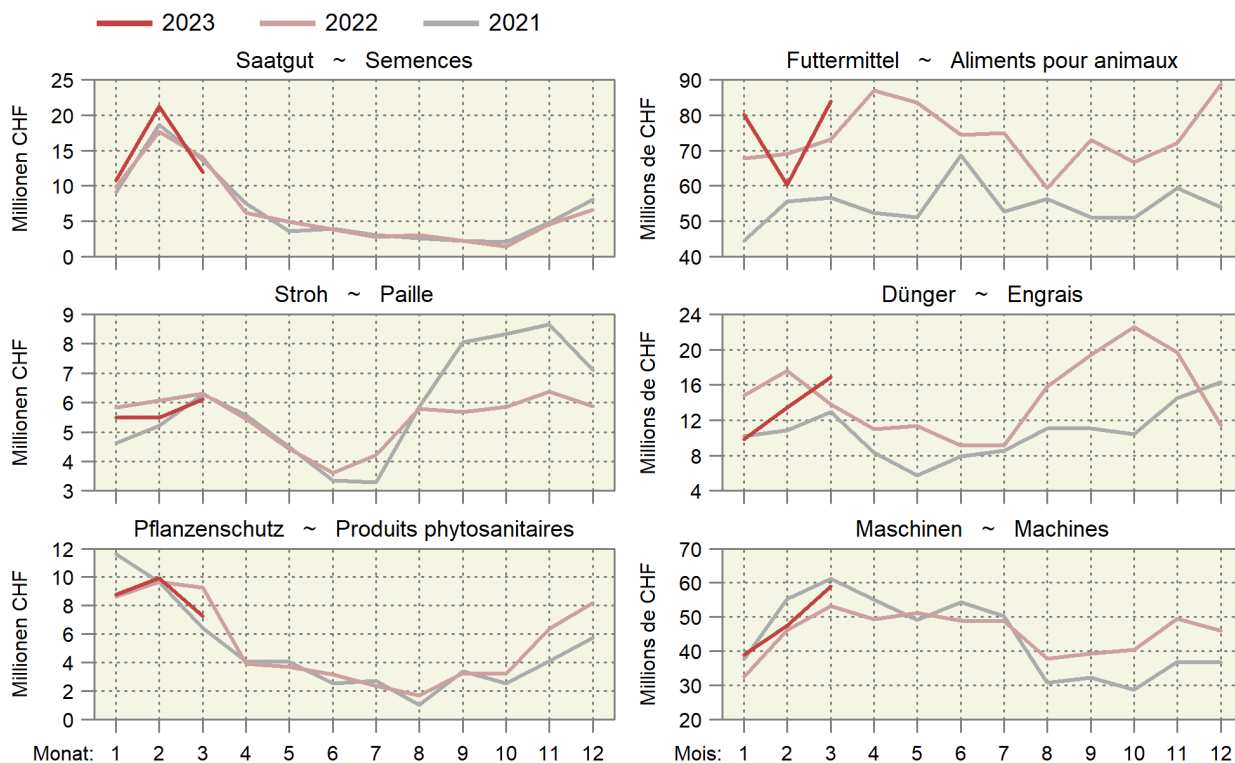 2023 2022 2021
Saatgut ~ Semences
Millionen CHF
25
20
15
10
5
0
Futtermittel ~ Aliments pour animaux
Millions de CHF
90
80
70
60
50
40
Stroh ~ Paille
Millionen CHF
9
8
7
6
5
4
3
Dünger ~ Engrais
Millions de CHF
24
20
16
12
8
4
Pflanzenschutz ~ Produits phytosanitaires
Millionen CHF
12
10
8
6
4
2
0
Monat: 1 2 3 4 5 6 7 8 9 10 11 12
Maschinen ~ Machines
Millions de CHF
70
60
50
40
30
20
Mois: 1 2 3 4 5 6 7 8 9 10 11 12